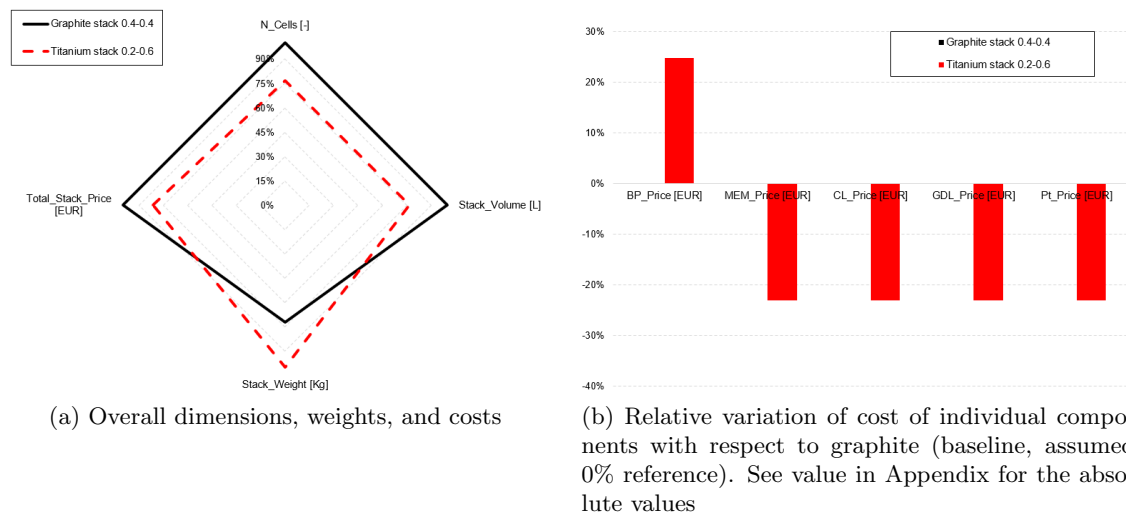 Graphite stack 0.4-0.4
Titanium stack 0.2-0.6
N_Cells [-]
90%
75%
60%
45%
30%
15%
0%
Total_Stack_Price
[EUR]
Stack_Volume [L]
Stack_Weight [Kg]
(a) Overall dimensions, weights, and costs
30%
20%
10%
0%
-10%
-20%
-30%
-40%
Graphite stack 0.4-0.4
Titanium stack 0.2-0.6
BP_Price [EUR]
MEM_Price [EUR]
CL_Price [EUR]
GDL_Price [EUR]
Pt_Price [EUR]
(b) Relative variation of cost of individual compo
nents with respect to graphite (baseline, assumed
0% reference). See value in Appendix for the abso
lute values